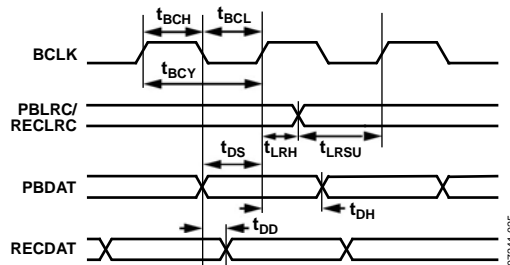 tBCH
tBCL
BCLK
tBCY
PBLRC/
RECLRC
tLRH
tLRSU
tDS
PBDAT
tDH
tDD
RECDAT